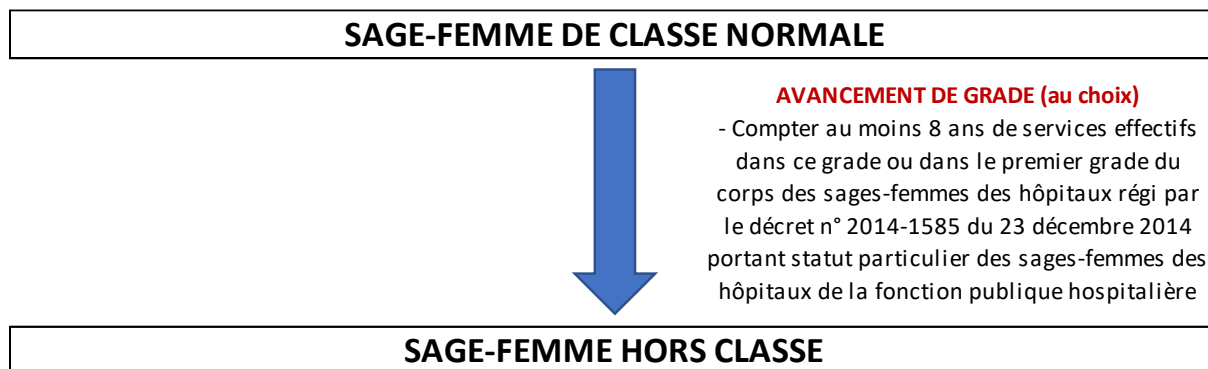 SAGE-FEMME DE CLASSE NORMALE
AVANCEMENT DE GRADE (au choix)
- Compter au moins 8 ans de services effectifs
dans ce grade ou dans le premier grade du
corps des sages-femmes des hôpitaux régi par
le décret n° 2014-1585 du 23 décembre 2014
portant statut particulier des sages-femmes des
hôpitaux de la fonction publique hospitalière
SAGE-FEMME HORS CLASSE